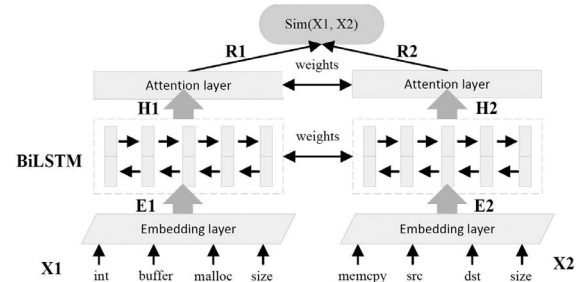 Sim(X1, X2)
R1 R2
weights
Attention layer Attention layer
H1 H2
weights
BiLSTM
E1 E2
Embedding layer Embedding layer
X1 X2
int buffer malloc size memcpy src dst size